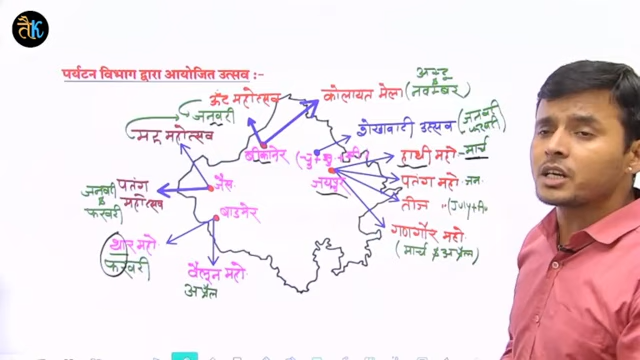 तैK
पर्यटन विभाग द्वारा आयोजित उत्सव :-
ऊँट महोत्सव
जनवरी
कोलायत मेला (अक्टू
नवम्बर)
मरू महोत्सव
बीकानेर
शेखावाटी उत्सव (जनवरी
फरवरी)
(चु+झु+सी)
हाथी महो - मार्च
जयपुर
पतंग महो - जन.
जैस.
पतंग
महोत्सव
जनवरी
फरवरी
तीज
गणगौर महो
(मार्च & अप्रैल)
बाडमेर
थार महो
फरवरी
बैलून महो
अप्रैल